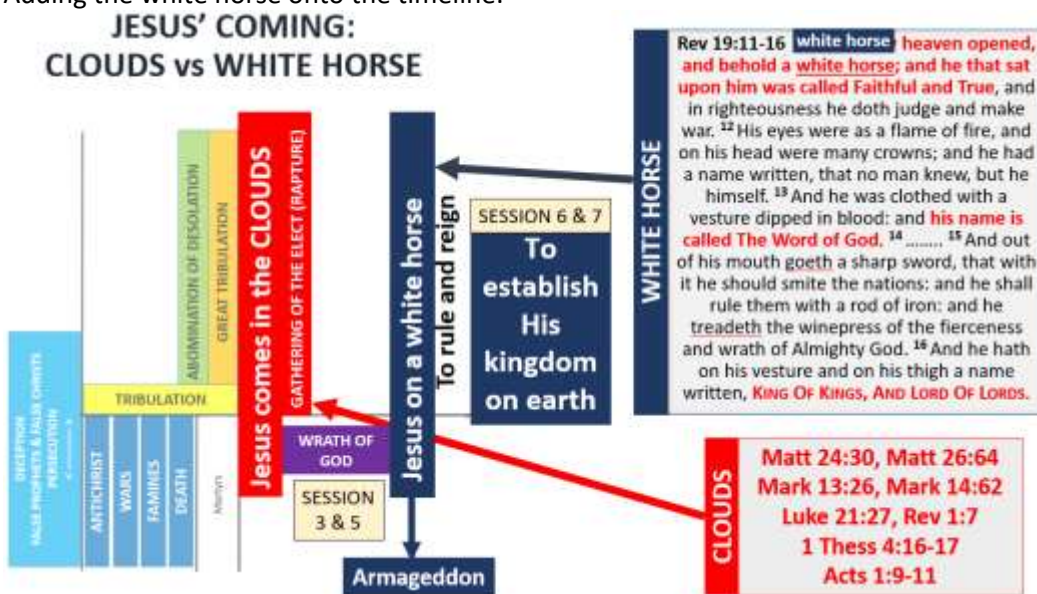 Adding the white horse onto the timeline.
JESUS' COMING:
CLOUDS vs WHITE HORSE
DECEPTION
FALSE PROPHETS & FALSE CHRISTS
PERSECUTION
<------>
ANTICHRIST
WARS
FAMINES
DEATH
Martyrs
TRIBULATION
ABOMINATION OF DESOLATION
GREAT TRIBULATION
Jesus comes in the CLOUDS
GATHERING OF THE ELECT (RAPTURE)
WRATH OF
GOD
SESSION
3 & 5
Jesus on a white horse
To rule and reign
Armageddon
SESSION 6 & 7
To
establish
His
kingdom
on earth
WHITE HORSE
Rev 19:11-16 white horse heaven opened,
and behold a white horse; and he that sat
upon him was called Faithful and True, and
in righteousness he doth judge and make
war. 12 His eyes were as a flame of fire, and
on his head were many crowns; and he had
a name written, that no man knew, but he
himself. 13 And he was clothed with a
vesture dipped in blood: and his name is
called The Word of God. 14 ........ 15 And out
of his mouth goeth a sharp sword, that with
it he should smite the nations: and he shall
rule them with a rod of iron: and he
treadeth the winepress of the fierceness
and wrath of Almighty God. 16 And he hath
on his vesture and on his thigh a name
written, KING OF KINGS, AND LORD OF LORDS.
CLOUDS
Matt 24:30, Matt 26:64
Mark 13:26, Mark 14:62
Luke 21:27, Rev 1:7
1 Thess 4:16-17
Acts 1:9-11